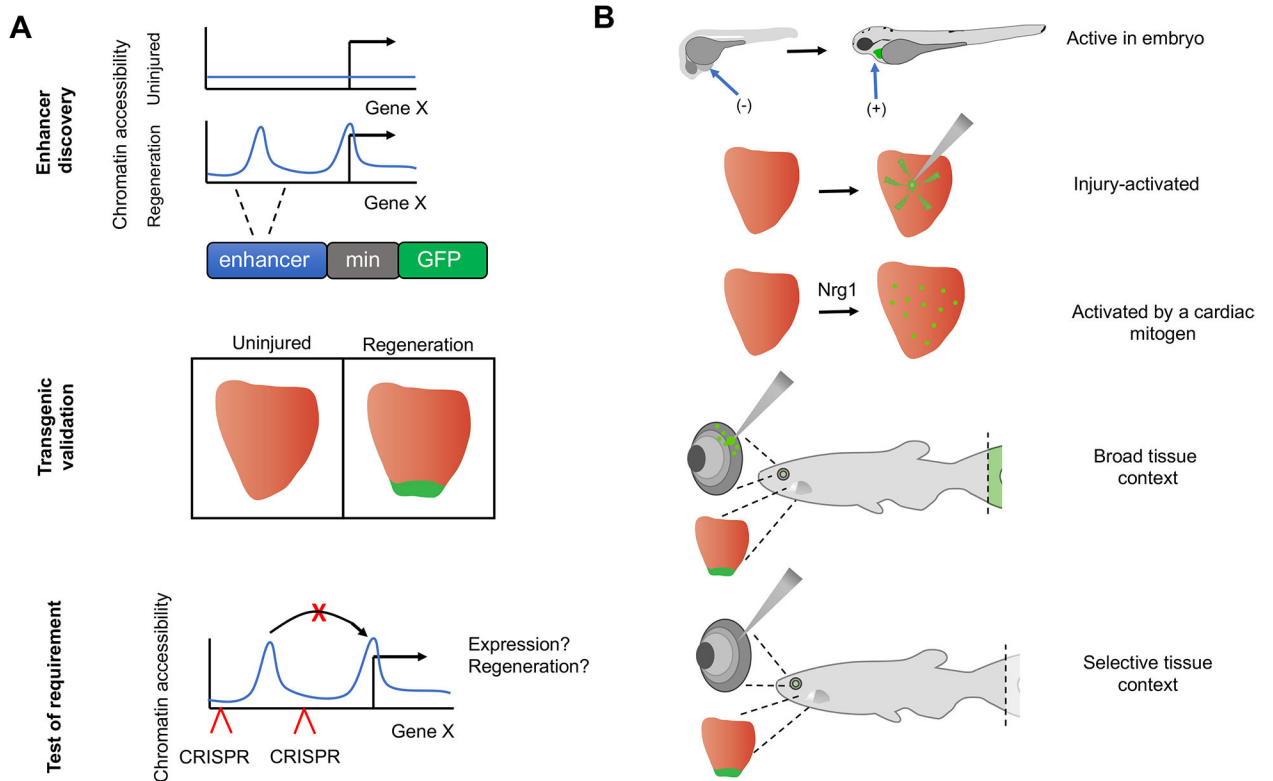 A
Enhancer
discovery
Chromatin accessibility
Uninjured
Gene X
Regeneration
Gene X
enhancer min GFP
Transgenic
validation
Uninjured Regeneration
Test of requirement
Chromatin accessibility
X
Expression?
Regeneration?
Gene X
CRISPR CRISPR
B
Active in embryo
(-) (+)
Injury-activated
Nrg1
Activated by a cardiac
mitogen
Broad tissue
context
Selective tissue
context